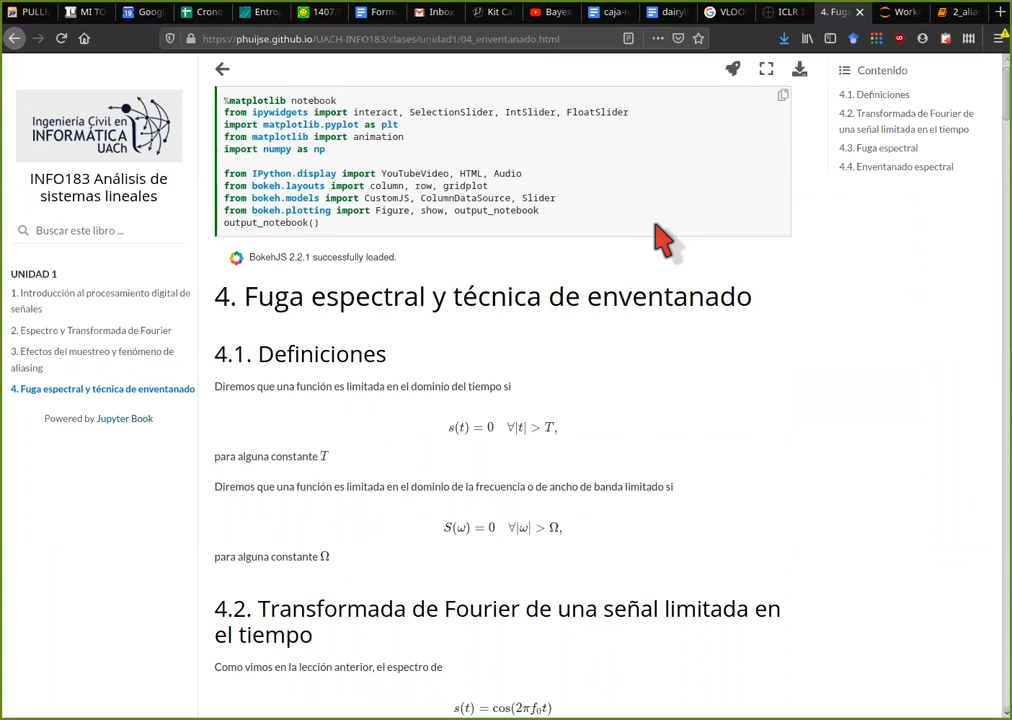 PULLM
MI TO
Googl
Crono
Entrop
1407
Formu
Inbox
Kit Ca
Bayes
caja-r
dairyl
VLOO
ICLR 2
4. Fuga
Work
2_alias
https://phuijse.github.io/UACH-INFO183/clases/unidad1/04_enventanado.html
Ingeniería Civil en
INFORMÁTICA
UACh
INFO183 Análisis de
sistemas lineales
Buscar este libro ...
UNIDAD 1
1. Introducción al procesamiento digital de
señales
2. Espectro y Transformada de Fourier
3. Efectos del muestreo y fenómeno de
aliasing
4. Fuga espectral y técnica de enventanado
Powered by Jupyter Book
%matplotlib notebook
from ipywidgets import interact, SelectionSlider, IntSlider, FloatSlider
import matplotlib.pyplot as plt
from matplotlib import animation
import numpy as np
from IPython.display import YouTubeVideo, HTML, Audio
from bokeh.layouts import column, row, gridplot
from bokeh.models import CustomJS, ColumnDataSource, Slider
from bokeh.plotting import Figure, show, output_notebook
output_notebook()
BokehJS 2.2.1 successfully loaded.
4. Fuga espectral y técnica de enventanado
4.1. Definiciones
Diremos que una función es limitada en el dominio del tiempo si
s(t) = 0 ∀|t| > T,
para alguna constante T
Diremos que una función es limitada en el dominio de la frecuencia o de ancho de banda limitado si
S(ω) = 0 ∀|ω| > Ω,
para alguna constante Ω
4.2. Transformada de Fourier de una señal limitada en
el tiempo
Como vimos en la lección anterior, el espectro de
s(t) = cos(2πf₀t)
Contenido
4.1. Definiciones
4.2. Transformada de Fourier de
una señal limitada en el tiempo
4.3. Fuga espectral
4.4. Enventanado espectral